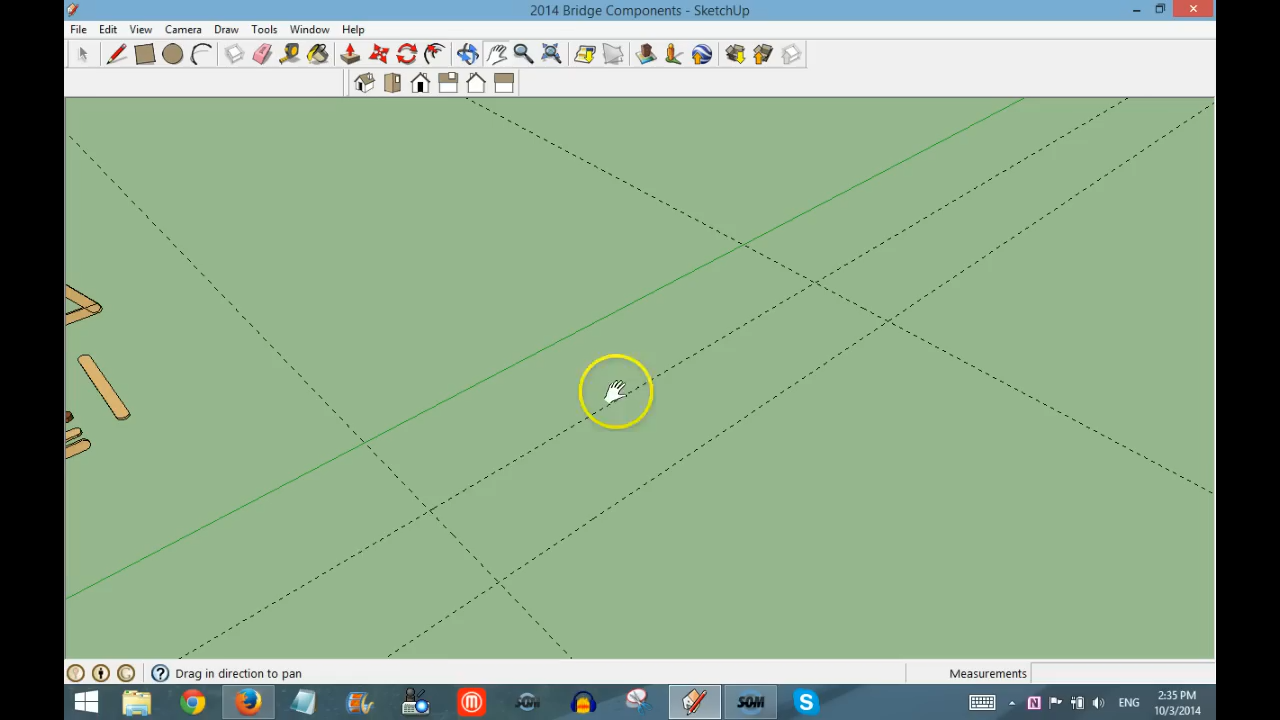 2014 Bridge Components - SketchUp
File Edit View Camera Draw Tools Window Help
Drag in direction to pan
Measurements
ENG
2:35 PM
10/3/2014